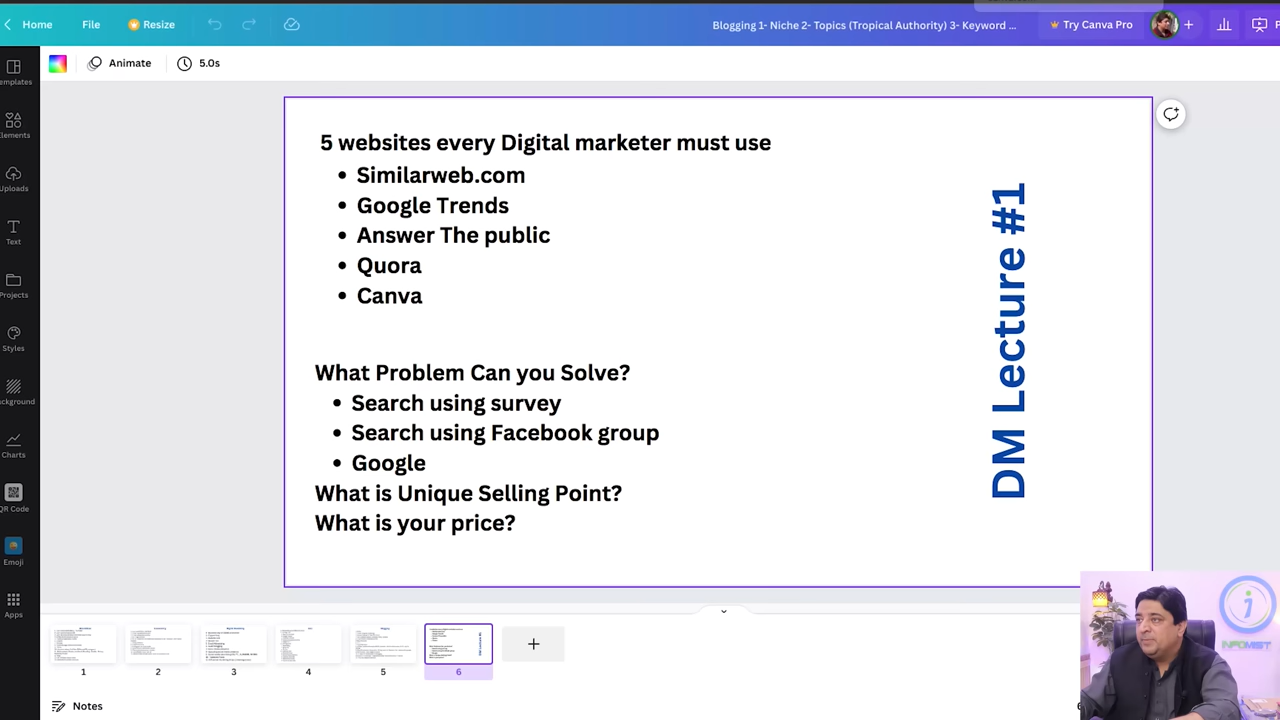 Home
File
Resize
Blogging 1- Niche 2- Topics (Tropical Authority) 3- Keyword ...
Try Canva Pro
Animate
5.0s
emplates
Elements
Uploads
Text
Projects
Styles
ckground
Charts
QR Code
Emoji
Apps
5 websites every Digital marketer must use
• Similarweb.com
• Google Trends
• Answer The public
• Quora
• Canva
What Problem Can you Solve?
• Search using survey
• Search using Facebook group
• Google
What is Unique Selling Point?
What is your price?
DM Lecture #1
1
2
3
4
5
6
Notes